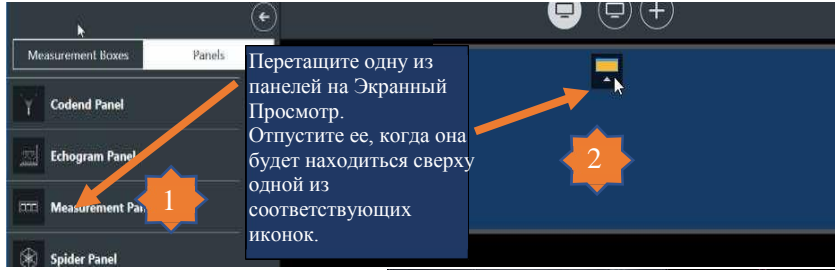 Measurement Boxes
Panels
Codend Panel
Echogram Panel
Measurement Pan
Spider Panel
1
Перетащите одну из
панелей на Экранный
Просмотр.
Отпустите ее, когда она
будет находиться сверху
одной из
соответствующих
иконок.
2